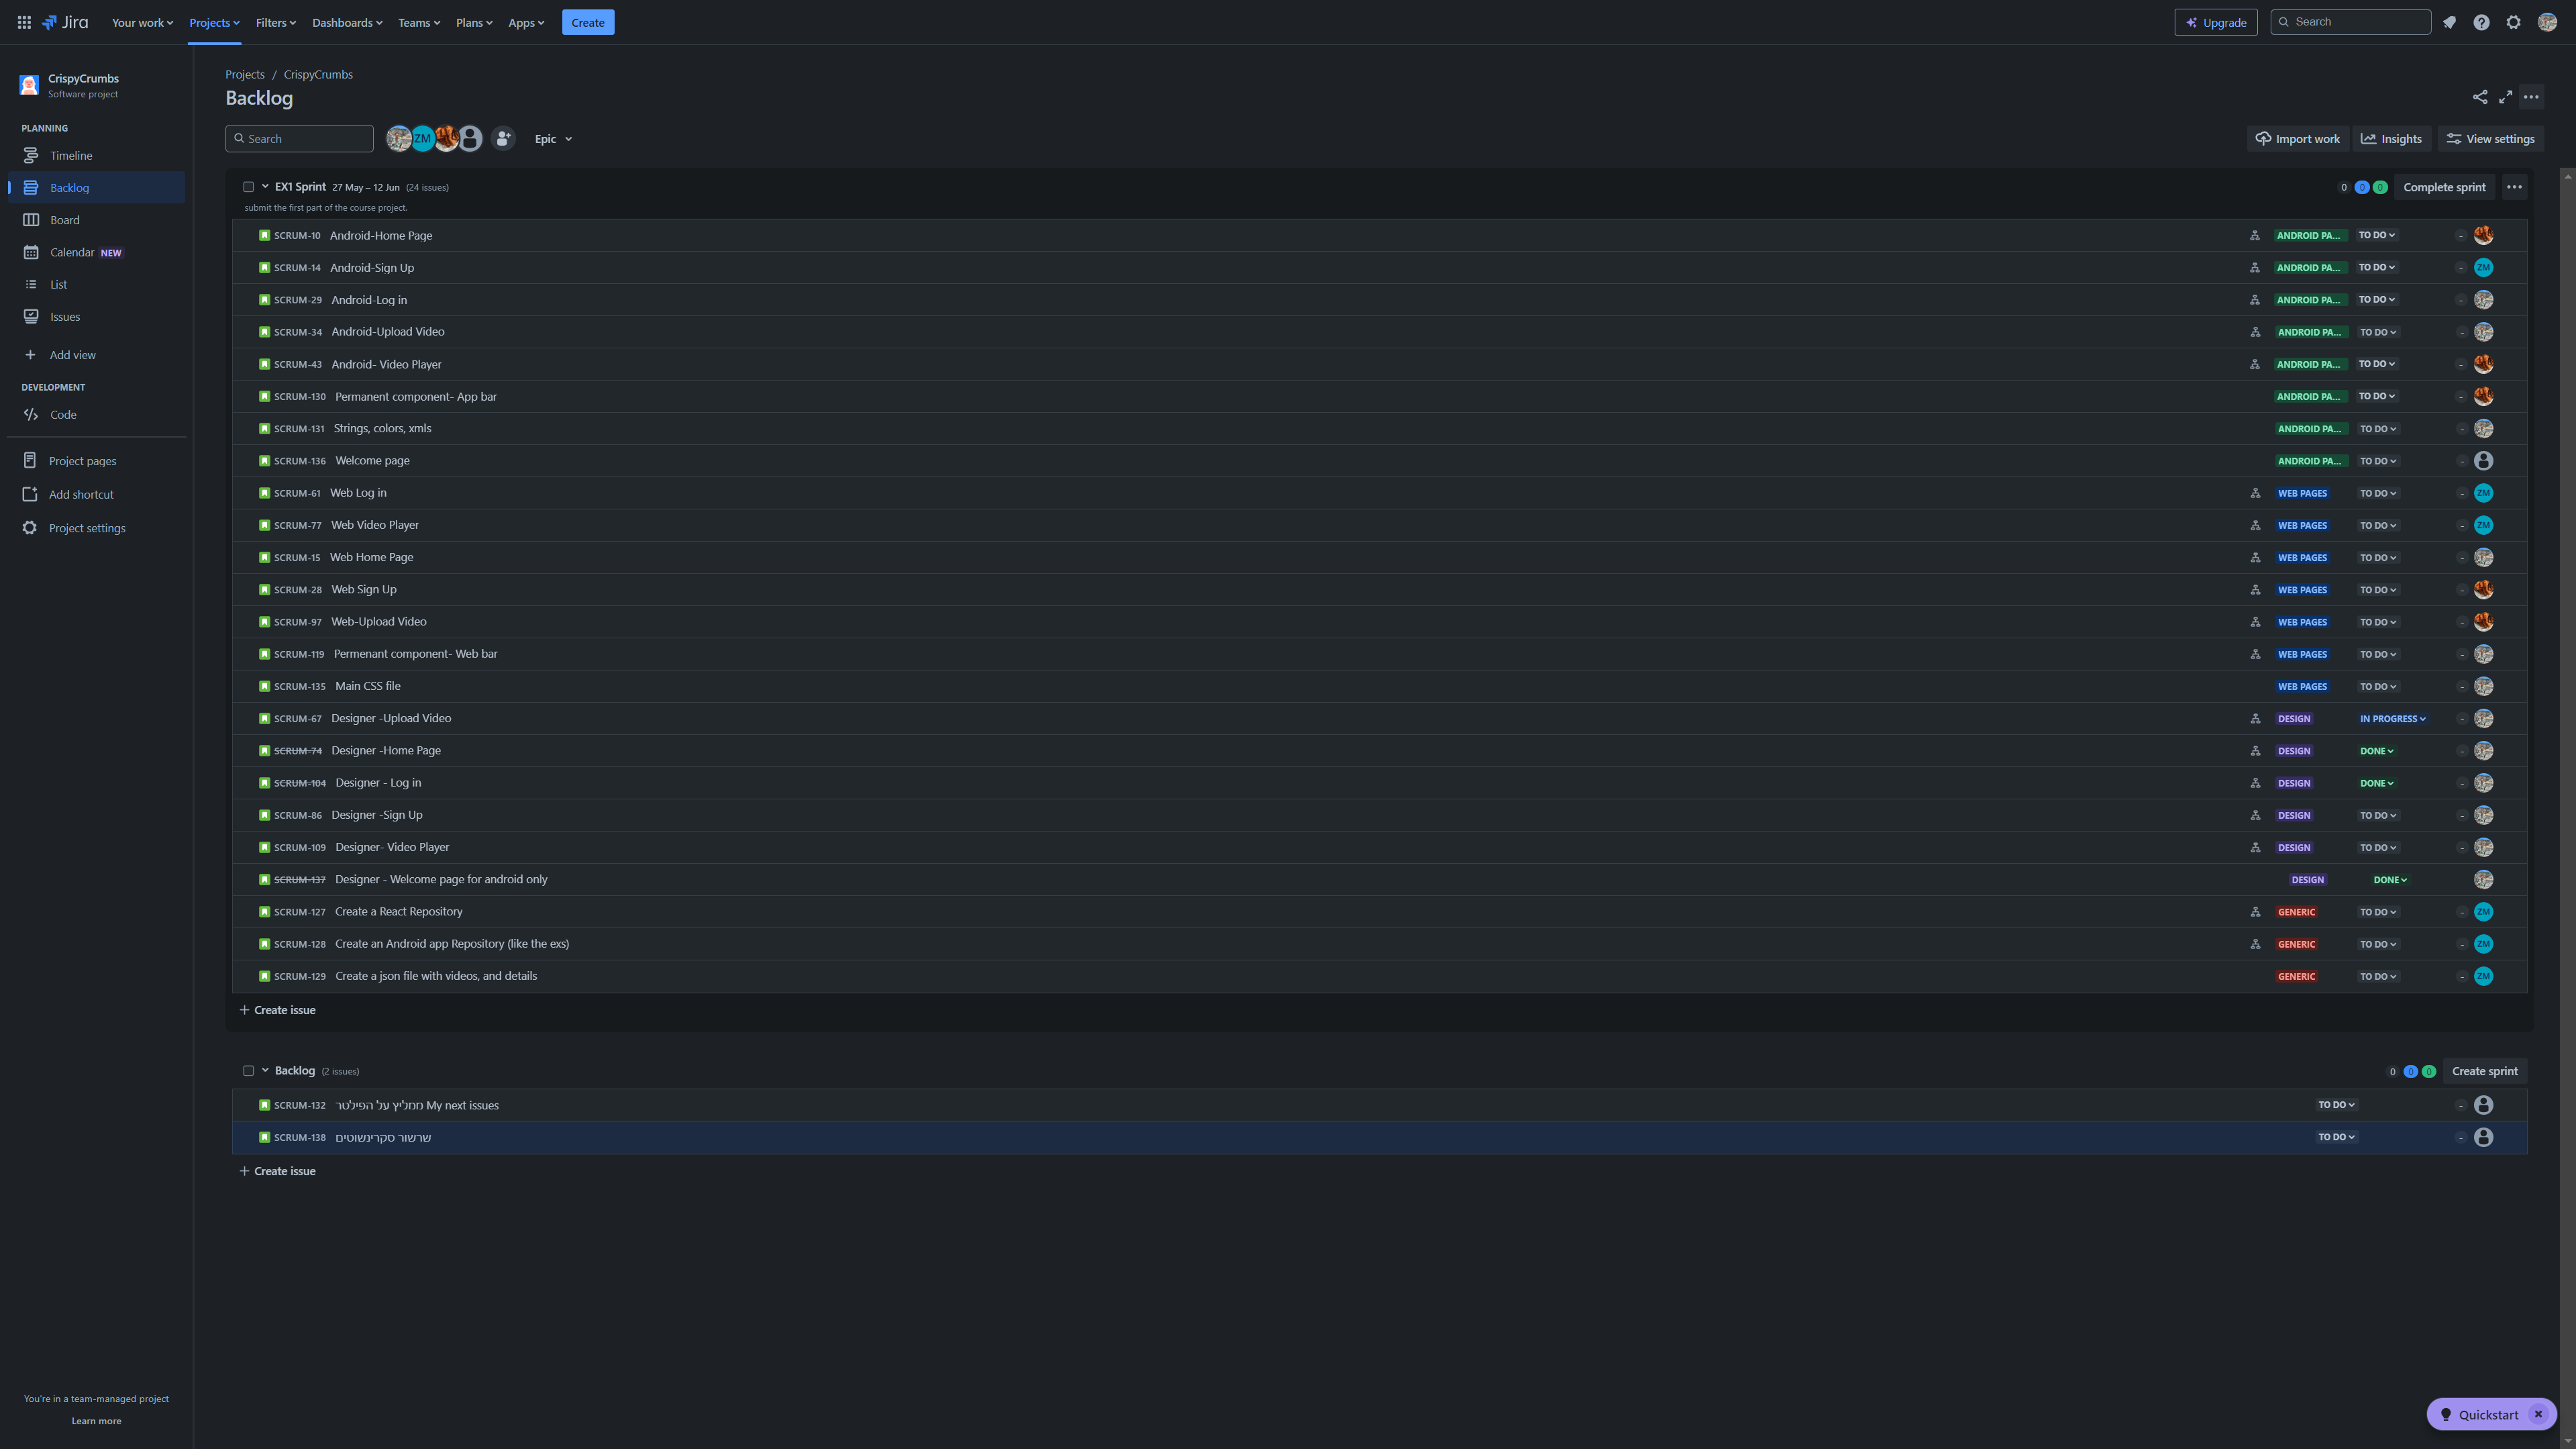 Jira Your work Projects Filters Dashboards Teams Plans Apps Create Upgrade Search
CrispyCrumbs
Software project
PLANNING
Timeline
Backlog
Board
Calendar NEW
List
Issues
Add view
DEVELOPMENT
Code
Project pages
Add shortcut
Project settings
You're in a team-managed project
Learn more
Projects / CrispyCrumbs
Backlog
Search ZM Epic Import work Insights View settings
EX1 Sprint 27 May – 12 Jun (24 issues) 0 0 0 Complete sprint
submit the first part of the course project.
SCRUM-10 Android-Home Page ANDROID PA... TO DO -
SCRUM-14 Android-Sign Up ANDROID PA... TO DO - ZM
SCRUM-29 Android-Log in ANDROID PA... TO DO -
SCRUM-34 Android-Upload Video ANDROID PA... TO DO -
SCRUM-43 Android- Video Player ANDROID PA... TO DO -
SCRUM-130 Permanent component- App bar ANDROID PA... TO DO -
SCRUM-131 Strings, colors, xmls ANDROID PA... TO DO -
SCRUM-136 Welcome page ANDROID PA... TO DO -
SCRUM-61 Web Log in WEB PAGES TO DO - ZM
SCRUM-77 Web Video Player WEB PAGES TO DO - ZM
SCRUM-15 Web Home Page WEB PAGES TO DO -
SCRUM-28 Web Sign Up WEB PAGES TO DO -
SCRUM-97 Web-Upload Video WEB PAGES TO DO -
SCRUM-119 Permenant component- Web bar WEB PAGES TO DO -
SCRUM-135 Main CSS file WEB PAGES TO DO -
SCRUM-67 Designer -Upload Video DESIGN IN PROGRESS -
SCRUM-74 Designer -Home Page DESIGN DONE -
SCRUM-104 Designer - Log in DESIGN DONE -
SCRUM-86 Designer -Sign Up DESIGN TO DO -
SCRUM-109 Designer- Video Player DESIGN TO DO -
SCRUM-137 Designer - Welcome page for android only DESIGN DONE
SCRUM-127 Create a React Repository GENERIC TO DO - ZM
SCRUM-128 Create an Android app Repository (like the exs) GENERIC TO DO - ZM
SCRUM-129 Create a json file with videos, and details GENERIC TO DO - ZM
Create issue
Backlog (2 issues) 0 0 0 Create sprint
SCRUM-132 ממליץ על הפילטר My next issues TO DO -
SCRUM-138 שרשור סקרינשוטים TO DO -
Create issue
Quickstart